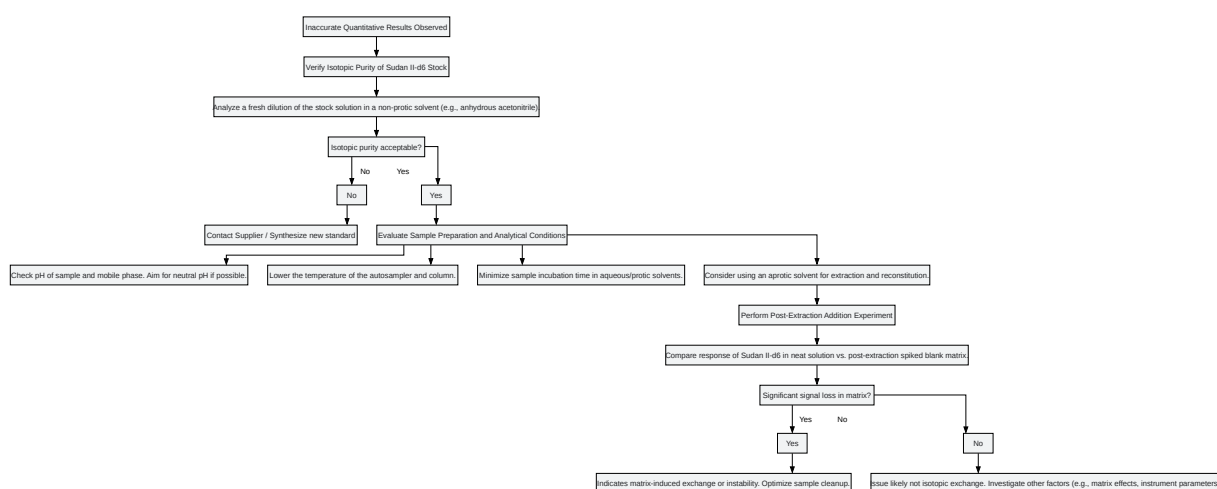 Inaccurate Quantitative Results Observed
Verify Isotopic Purity of Sudan II-d6 Stock
Analyze a fresh dilution of the stock solution in a non-protic solvent (e.g., anhydrous acetonitrile).
Isotopic purity acceptable?
No
Yes
No
Yes
Contact Supplier / Synthesize new standard
Evaluate Sample Preparation and Analytical Conditions
Check pH of sample and mobile phase. Aim for neutral pH if possible.
Lower the temperature of the autosampler and column.
Minimize sample incubation time in aqueous/protic solvents.
Consider using an aprotic solvent for extraction and reconstitution.
Perform Post-Extraction Addition Experiment
Compare response of Sudan II-d6 in neat solution vs. post-extraction spiked blank matrix.
Significant signal loss in matrix?
Yes
No
Yes
No
Indicates matrix-induced exchange or instability. Optimize sample cleanup.
Issue likely not isotopic exchange. Investigate other factors (e.g., matrix effects, instrument parameters